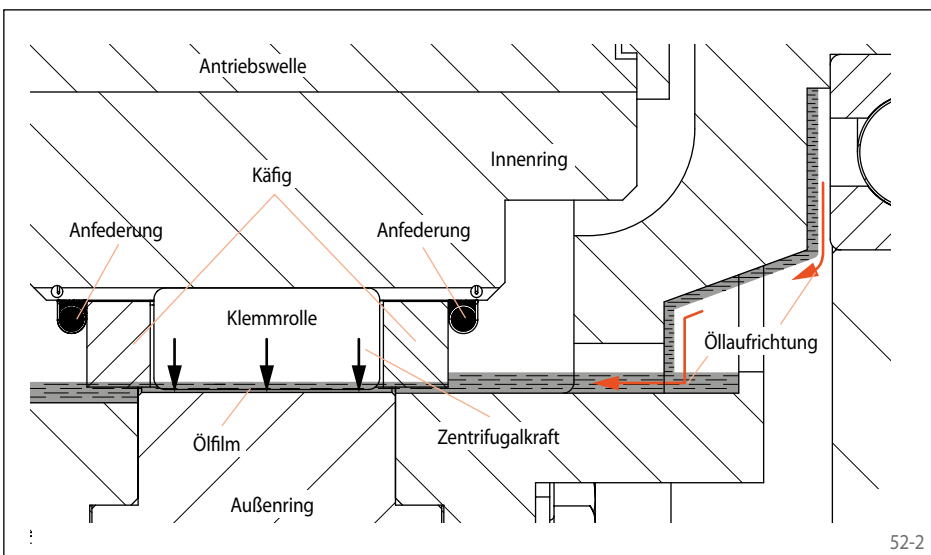 Antriebswelle
Innenring
Käfig
Anfederung
Anfederung
Klemmrolle
Öllaufrichtung
Ölfilm
Zentrifugalkraft
Außenring
52-2